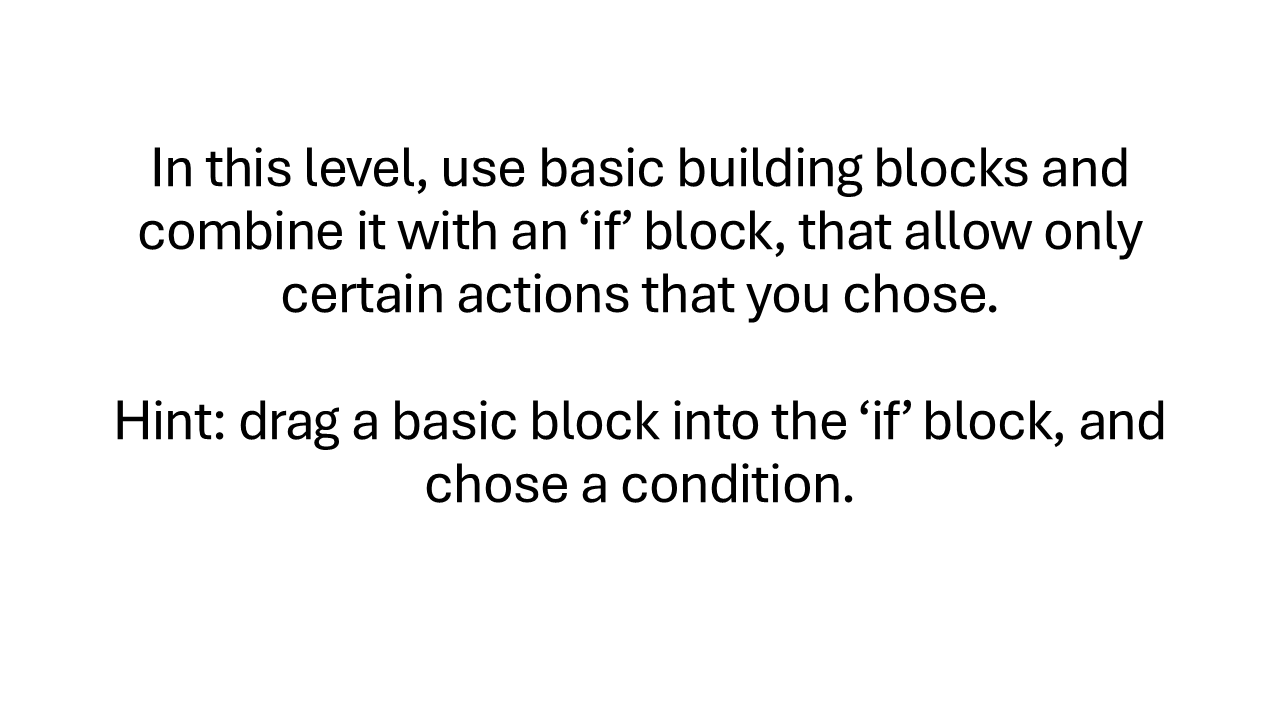 In this level, use basic building blocks and
combine it with an ‘if’ block, that allow only
certain actions that you chose.
Hint: drag a basic block into the ‘if’ block, and
chose a condition.